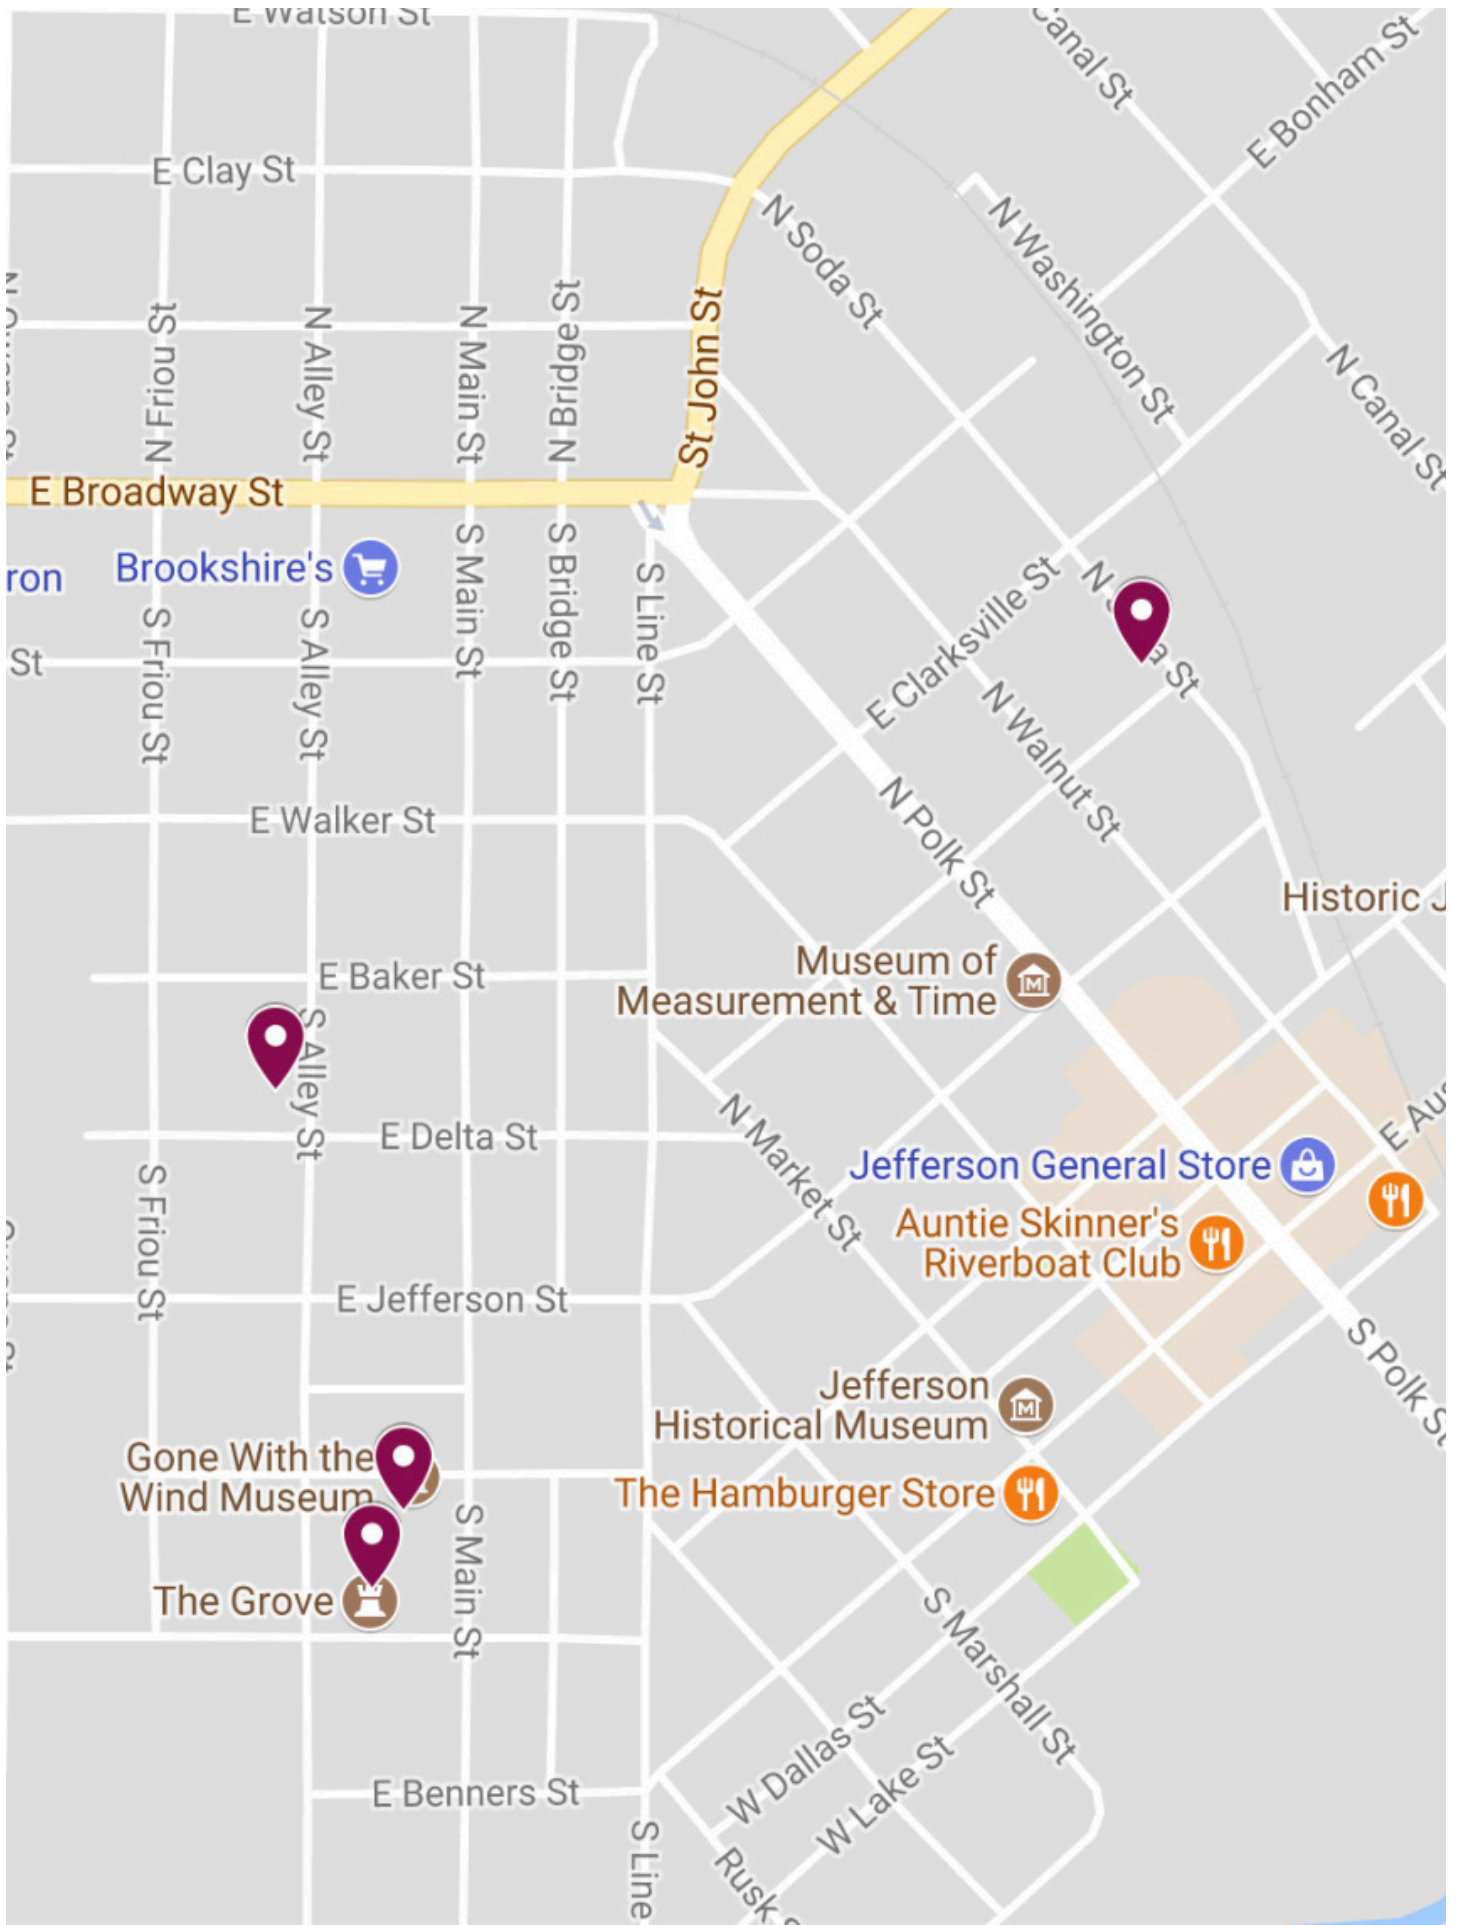 E Watson St
Canal St
E Bonham St
E Clay St
N Soda St
N Washington St
N Friou St
N Alley St
N Main St
N Bridge St
St John St
N Canal St
E Broadway St
Brookshire's
ron
S Friou St
S Alley St
S Main St
S Bridge St
S Line St
St
E Clarksville St
N Walnut St
E Walker St
N Polk St
Historic J
Museum of
Measurement & Time
E Baker St
S Alley St
E Delta St
N Market St
Jefferson General Store
Auntie Skinner's
Riverboat Club
S Friou St
E Jefferson St
S Polk St
Jefferson
Historical Museum
Gone With the
Wind Museum
The Hamburger Store
The Grove
S Main St
S Marshall St
W Dallas St
W Lake St
E Benners St
S Line
Rusk